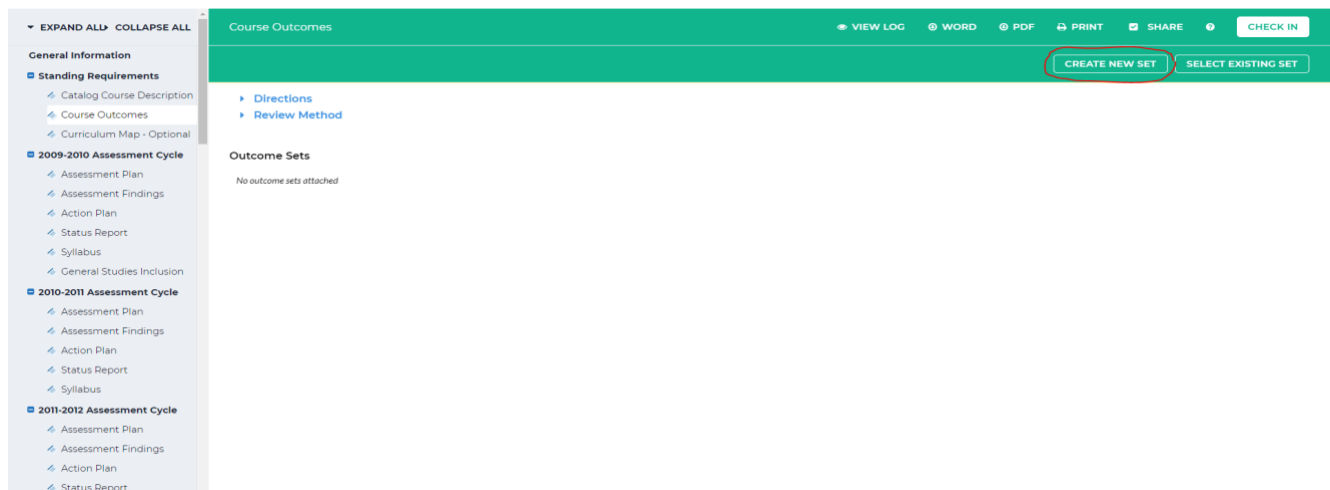 EXPAND ALL COLLAPSE ALL
General Information
Standing Requirements
Catalog Course Description
Course Outcomes
Curriculum Map - Optional
2009-2010 Assessment Cycle
Assessment Plan
Assessment Findings
Action Plan
Status Report
Syllabus
General Studies Inclusion
2010-2011 Assessment Cycle
Assessment Plan
Assessment Findings
Action Plan
Status Report
Syllabus
2011-2012 Assessment Cycle
Assessment Plan
Assessment Findings
Action Plan
Status Report
Course Outcomes VIEW LOG WORD PDF PRINT SHARE ? CHECK IN
CREATE NEW SET SELECT EXISTING SET
Directions
Review Method
Outcome Sets
No outcome sets attached